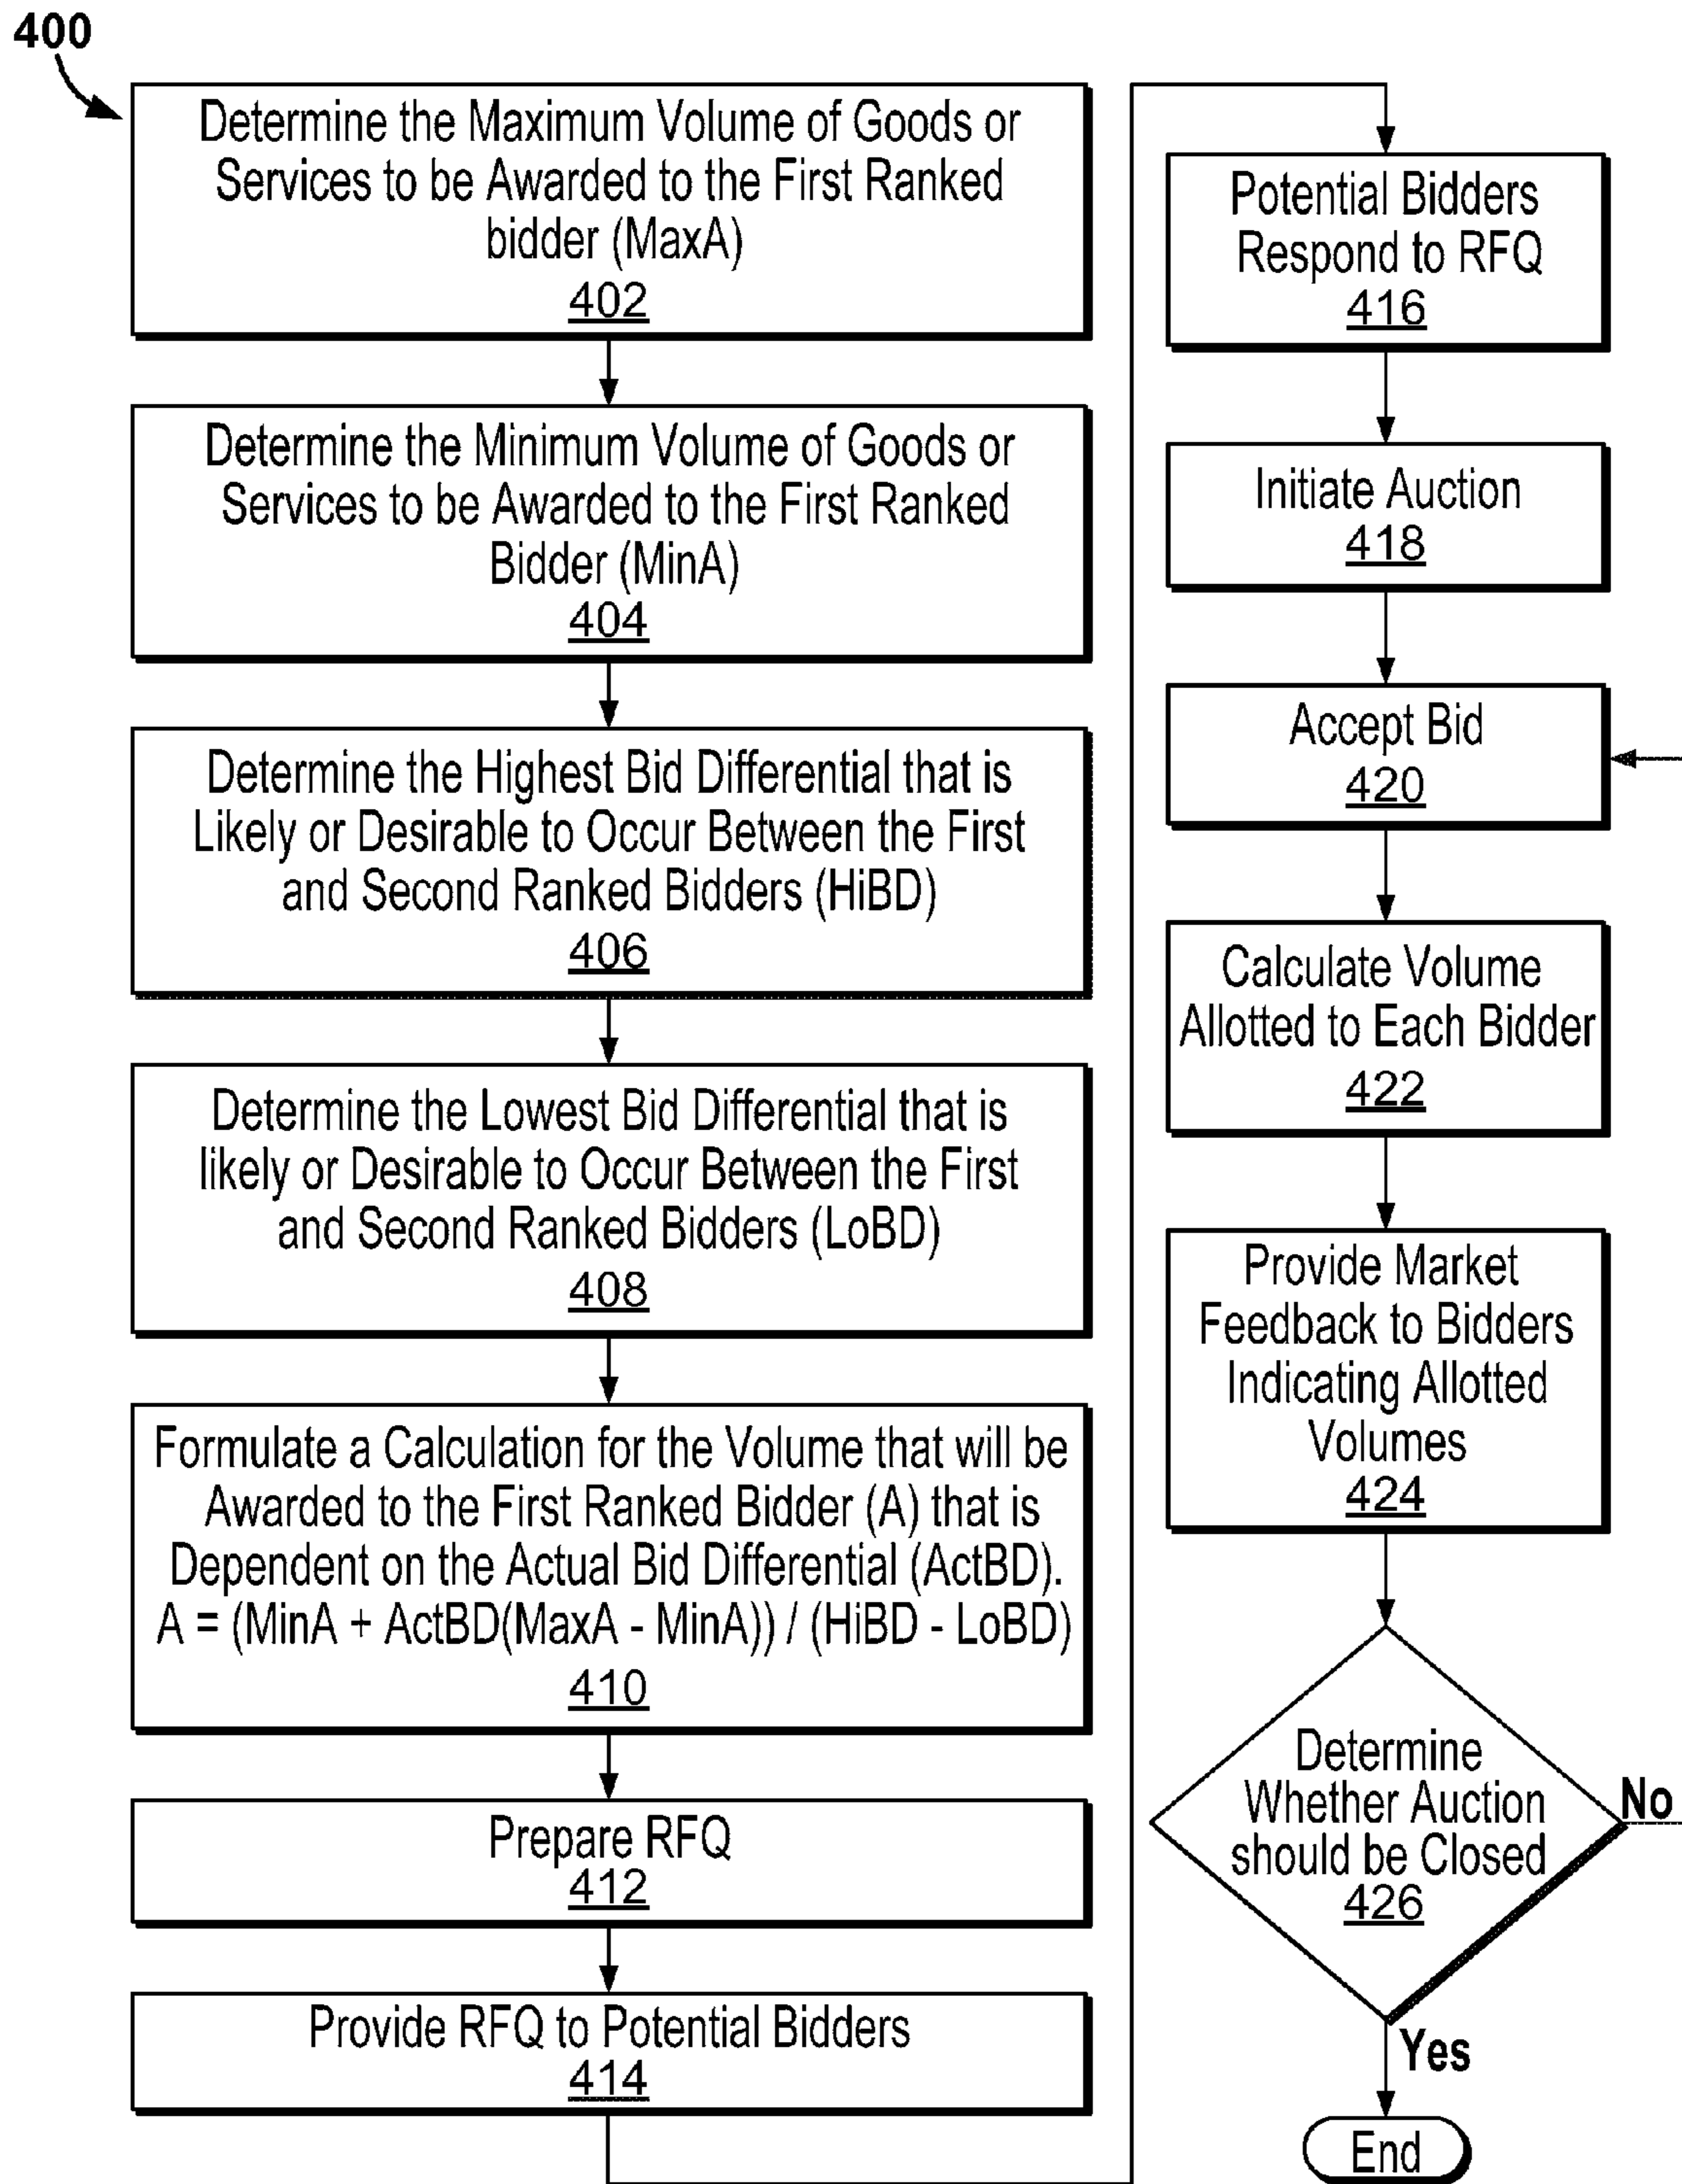 400
Determine the Maximum Volume of Goods or
Services to be Awarded to the First Ranked
bidder (MaxA)
402
Determine the Minimum Volume of Goods or
Services to be Awarded to the First Ranked
Bidder (MinA)
404
Determine the Highest Bid Differential that is
Likely or Desirable to Occur Between the First
and Second Ranked Bidders (HiBD)
406
Determine the Lowest Bid Differential that is
likely or Desirable to Occur Between the First
and Second Ranked Bidders (LoBD)
408
Formulate a Calculation for the Volume that will be
Awarded to the First Ranked Bidder (A) that is
Dependent on the Actual Bid Differential (ActBD).
A = (MinA + ActBD(MaxA - MinA)) / (HiBD - LoBD)
410
Prepare RFQ
412
Provide RFQ to Potential Bidders
414
Potential Bidders
Respond to RFQ
416
Initiate Auction
418
Accept Bid
420
Calculate Volume
Allotted to Each Bidder
422
Provide Market
Feedback to Bidders
Indicating Allotted
Volumes
424
Determine
Whether Auction
should be Closed
426
No
Yes
End